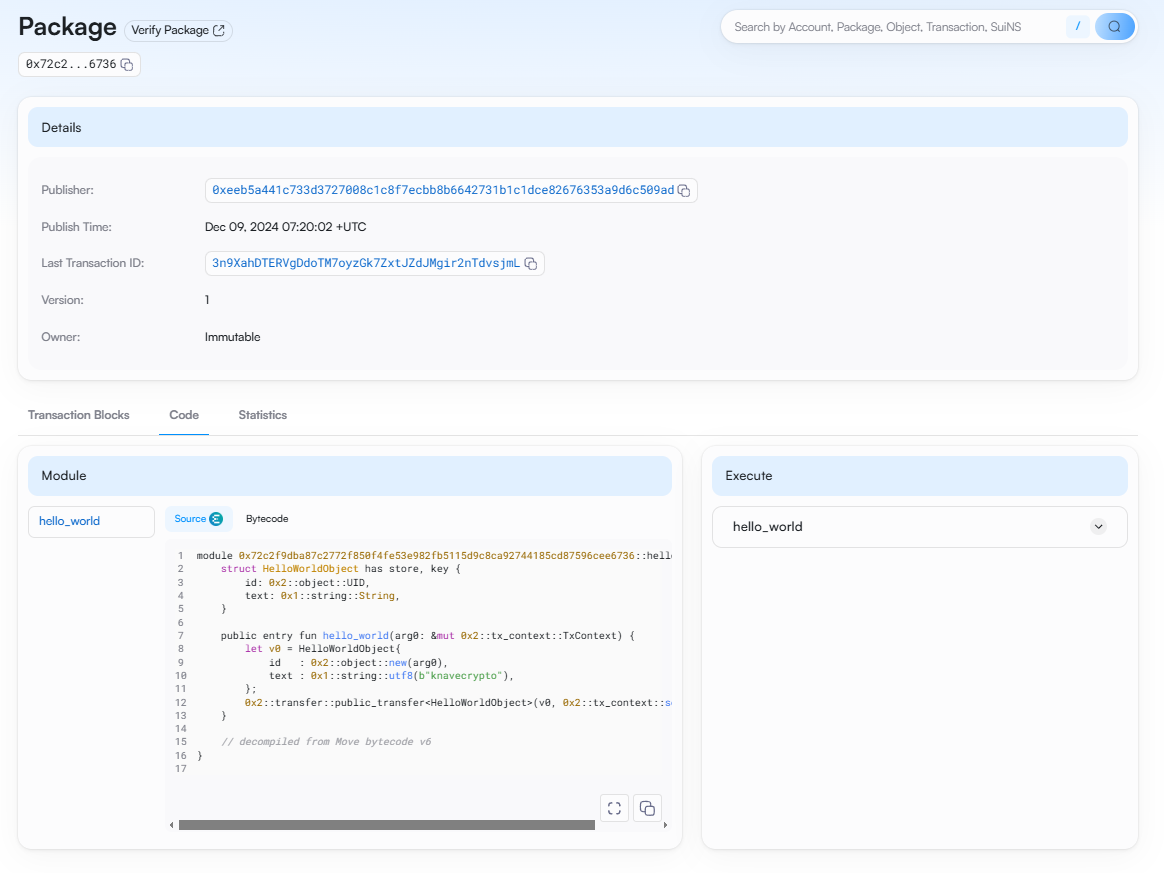 Package
Verify Package
Search by Account, Package, Object, Transaction, SuiNS
/
0x72c2...6736
Details
Publisher:
0xeeb5a441c733d3727008c1c8f7ecbb8b6642731b1c1dce82676353a9d6c509ad
Publish Time:
Dec 09, 2024 07:20:02 +UTC
Last Transaction ID:
3n9XahDTERVgDdoTM7oyzGk7ZxtJZdJMgir2nTdvsjmL
Version:
1
Owner:
Immutable
Transaction Blocks
Code
Statistics
Module
hello_world
Source
Bytecode
1 module 0x72c2f9dba87c2772f850f4fe53e982fb5115d9c8ca92744185cd87596cee6736::hell
2     struct HelloWorldObject has store, key {
3         id: 0x2::object::UID,
4         text: 0x1::string::String,
5     }
6
7     public entry fun hello_world(arg0: &mut 0x2::tx_context::TxContext) {
8         let v0 = HelloWorldObject{
9             id   : 0x2::object::new(arg0),
10             text : 0x1::string::utf8(b"knavecrypto"),
11         };
12         0x2::transfer::public_transfer<HelloWorldObject>(v0, 0x2::tx_context::s
13     }
14
15     // decompiled from Move bytecode v6
16 }
17
Execute
hello_world